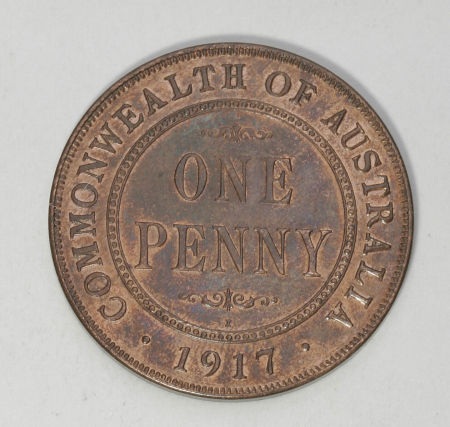 COMMONWEALTH OF AUSTRALIA
ONE
PENNY
I
· 1917 ·